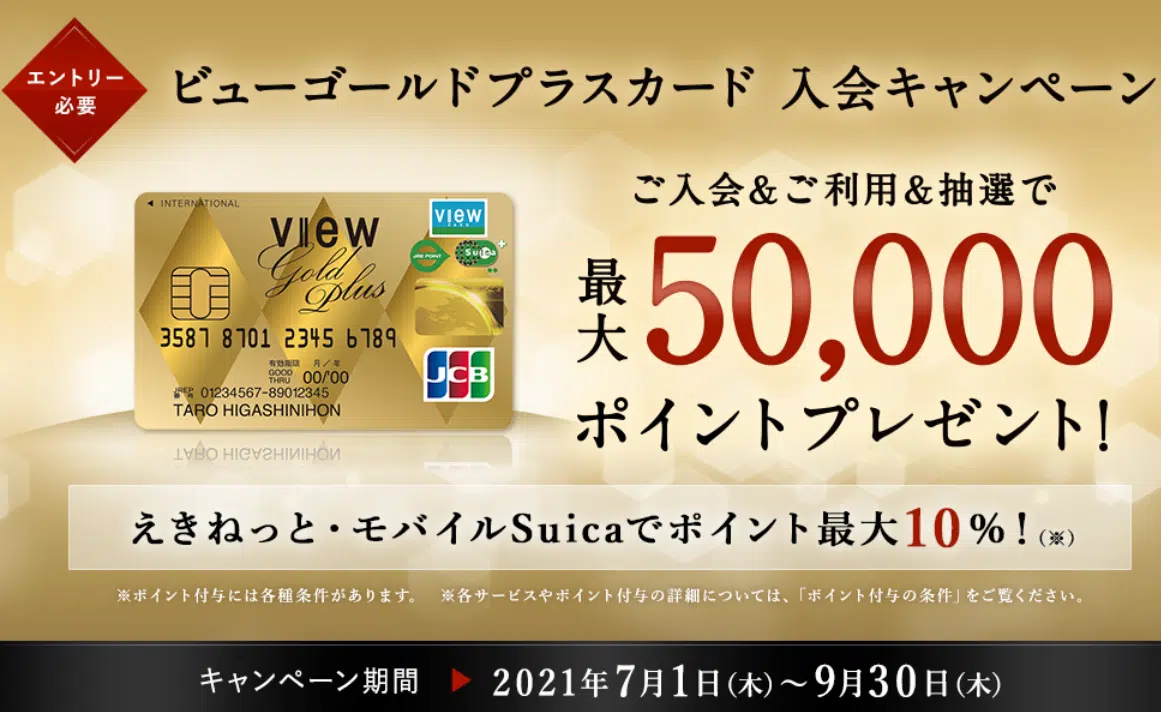 エントリー
必要
ビューゴールドプラスカード 入会キャンペーン
INTERNATIONAL
VIEW
Gold
Plus
VIEW
CARD
JRE POINT
Suica
3587 8701 2345 6789
有効期限 月/年
GOOD
THRU 00/'00
JREP
番号 01234567-89012345
TARO HIGASHINIHON
JCB
ご入会&ご利用&抽選で
最大
50,000
ポイントプレゼント!
えきねっと・モバイルSuicaでポイント最大10%!(※)
※ポイント付与には各種条件があります。 ※各サービスやポイント付与の詳細については、「ポイント付与の条件」をご覧ください。
キャンペーン期間 ▶ 2021年7月1日(木)~9月30日(木)